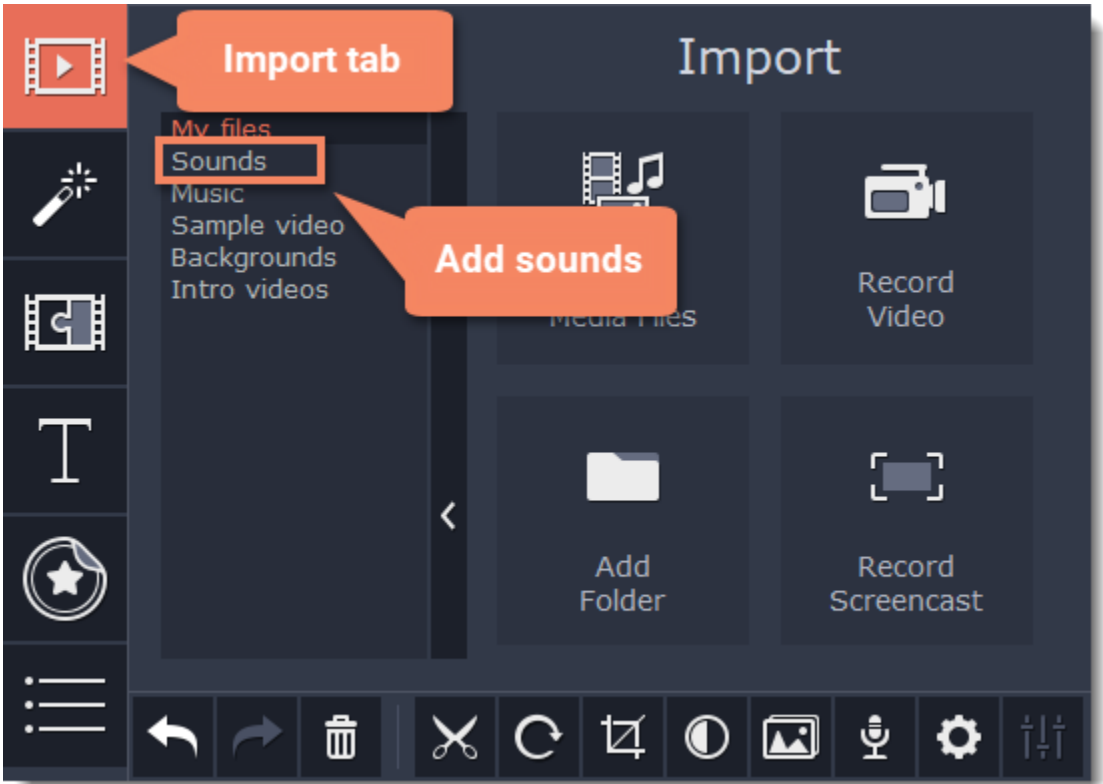 Import tab
Import
My files
Sounds
Music
Sample video
Backgrounds
Intro videos
Add sounds
Media Files
Record
Video
Add
Folder
Record
Screencast